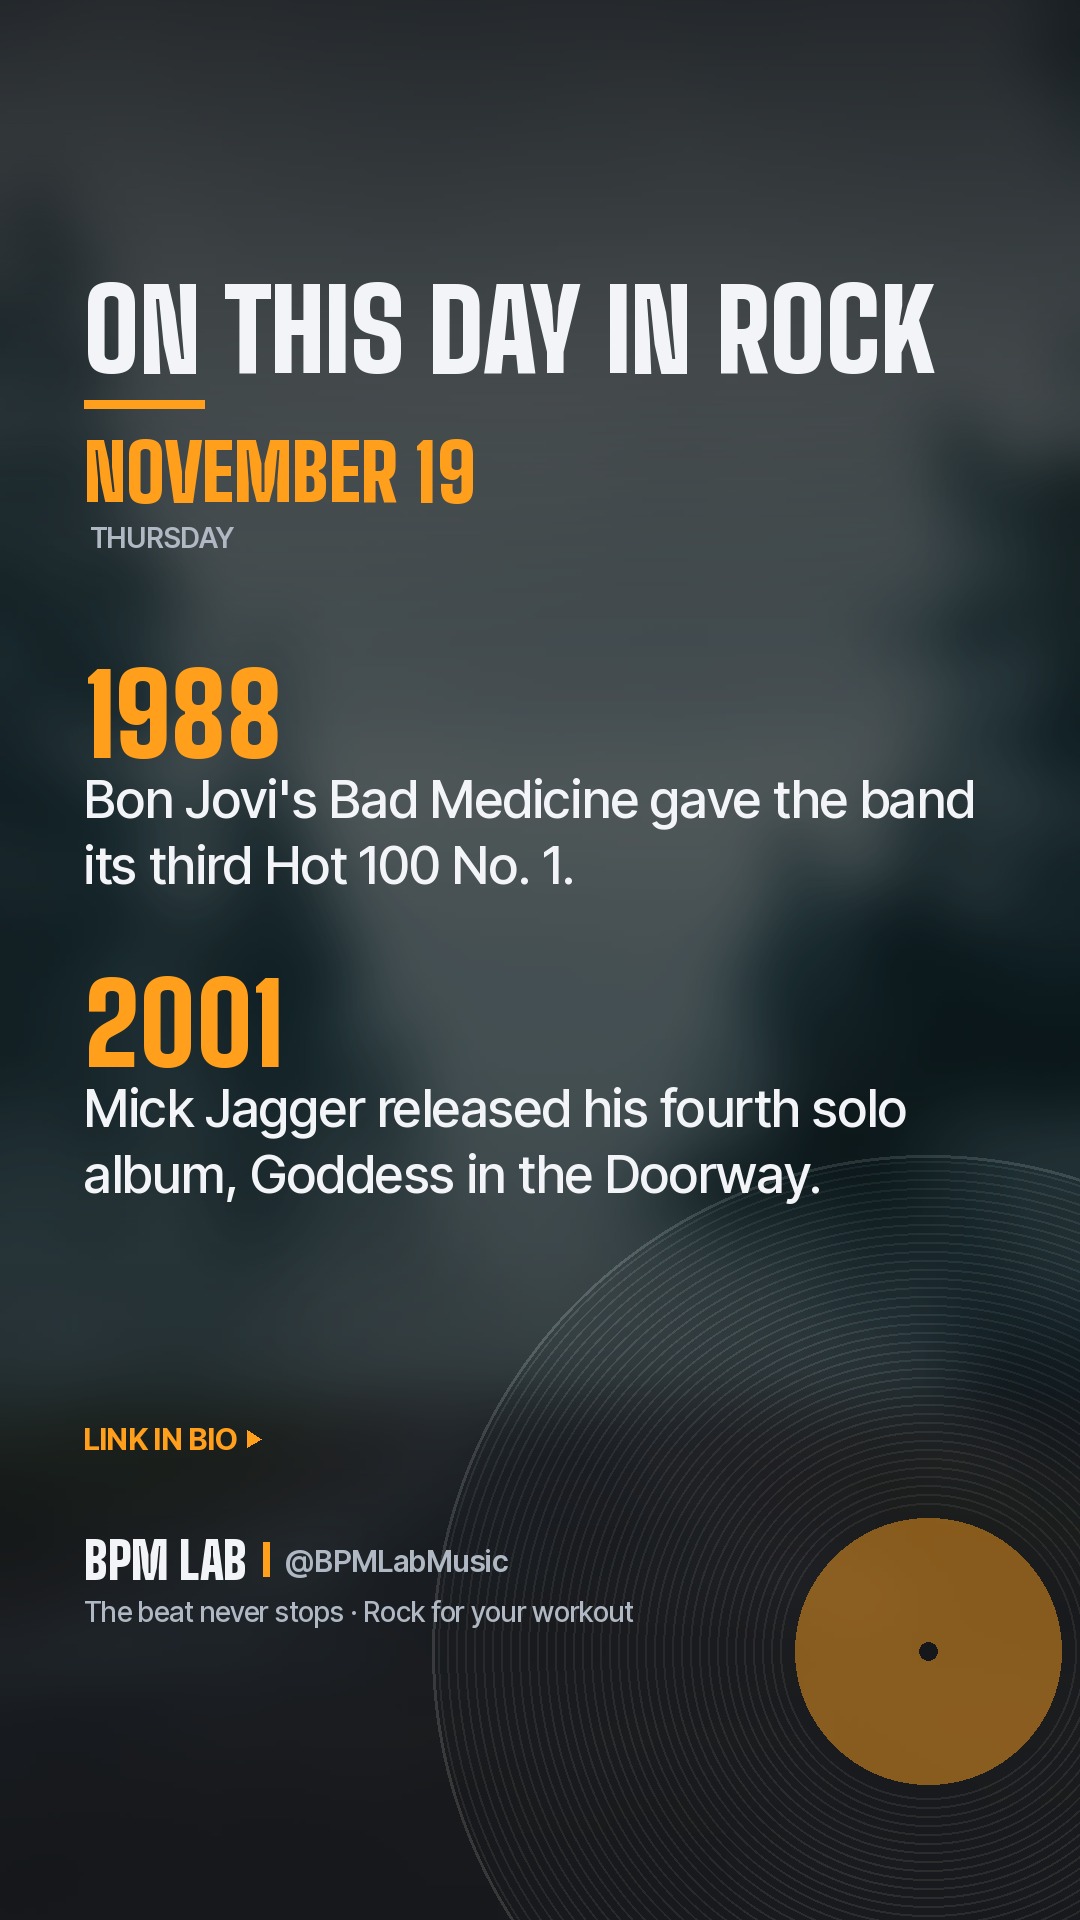 ON THIS DAY IN ROCK
NOVEMBER 19
THURSDAY
1988
Bon Jovi's Bad Medicine gave the band
its third Hot 100 No. 1.
2001
Mick Jagger released his fourth solo
album, Goddess in the Doorway.
LINK IN BIO ▶
BPM LAB | @BPMLabMusic
The beat never stops · Rock for your workout